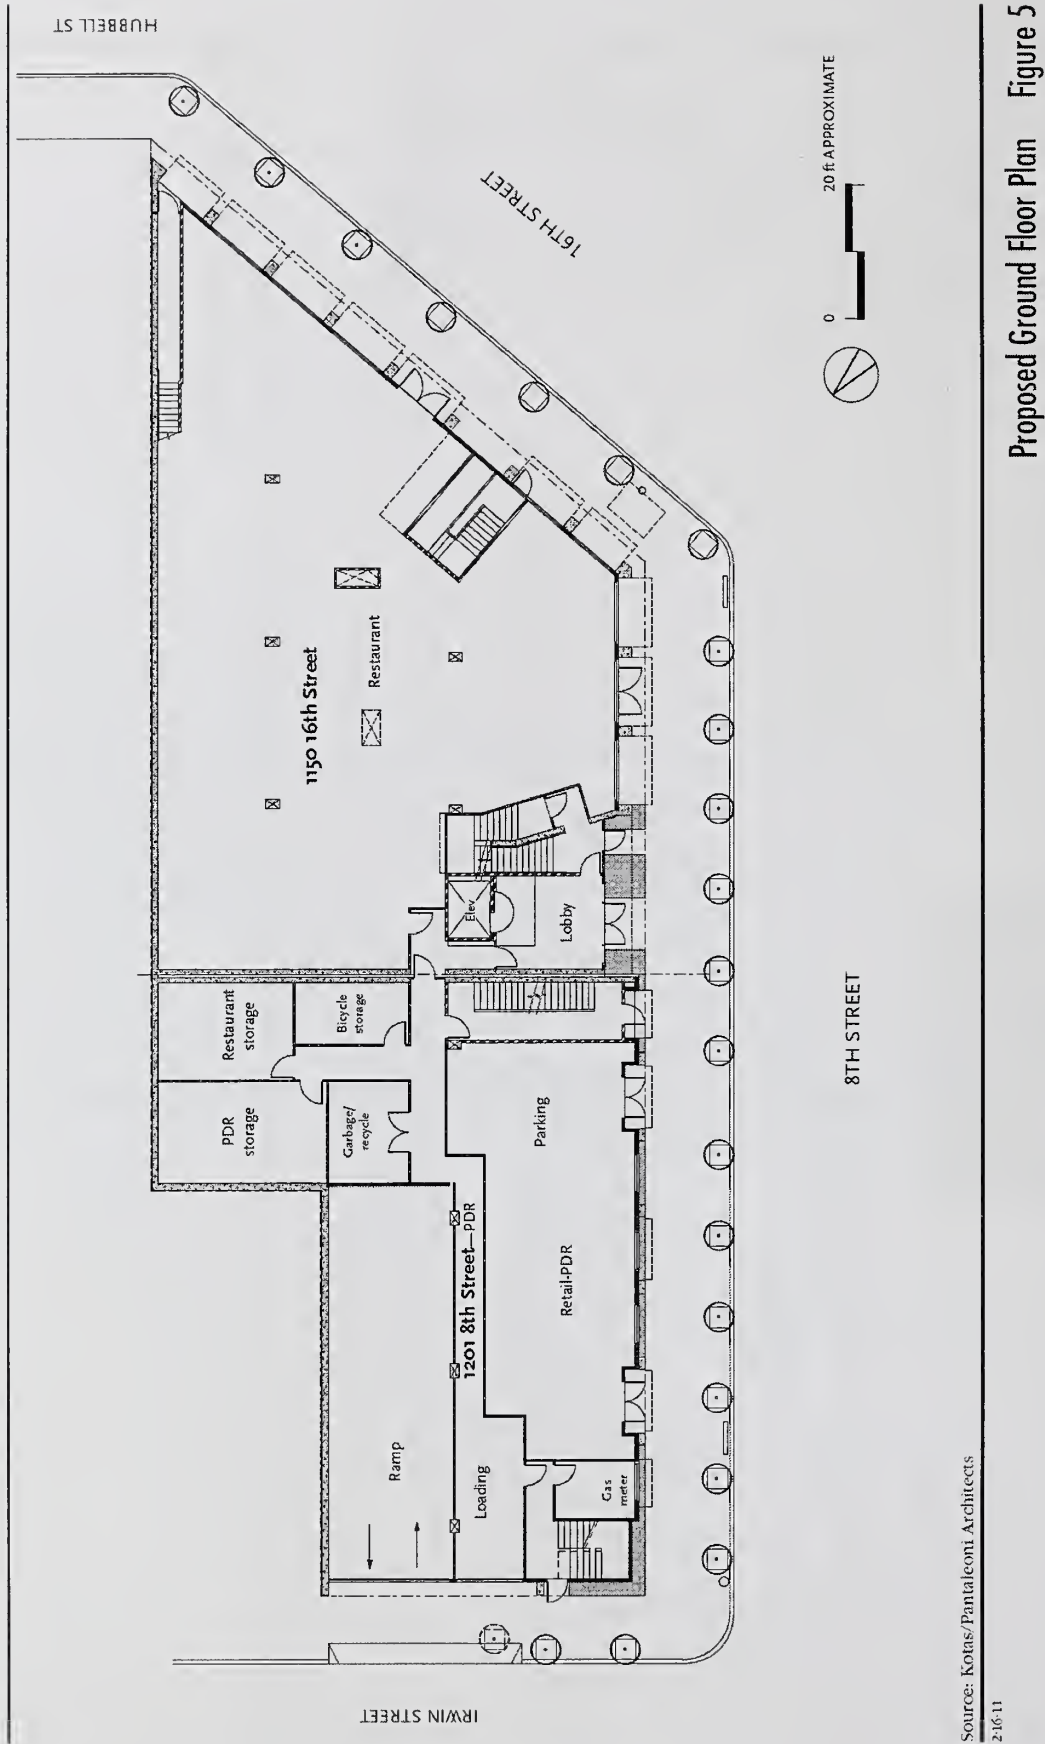 HUBBELL ST
16TH STREET
20 ft APPROXIMATE
0
1150 16th Street
Restaurant
Elev
Lobby
Restaurant
storage
Bicycle
storage
PDR
storage
Garbage/
recycle
Parking
Retail-PDR
1201 8th Street—PDR
Ramp
Loading
Gas
meter
8TH STREET
IRWIN STREET
Source: Kotas/Pantaleoni Architects
2-16-11
Proposed Ground Floor Plan Figure 5